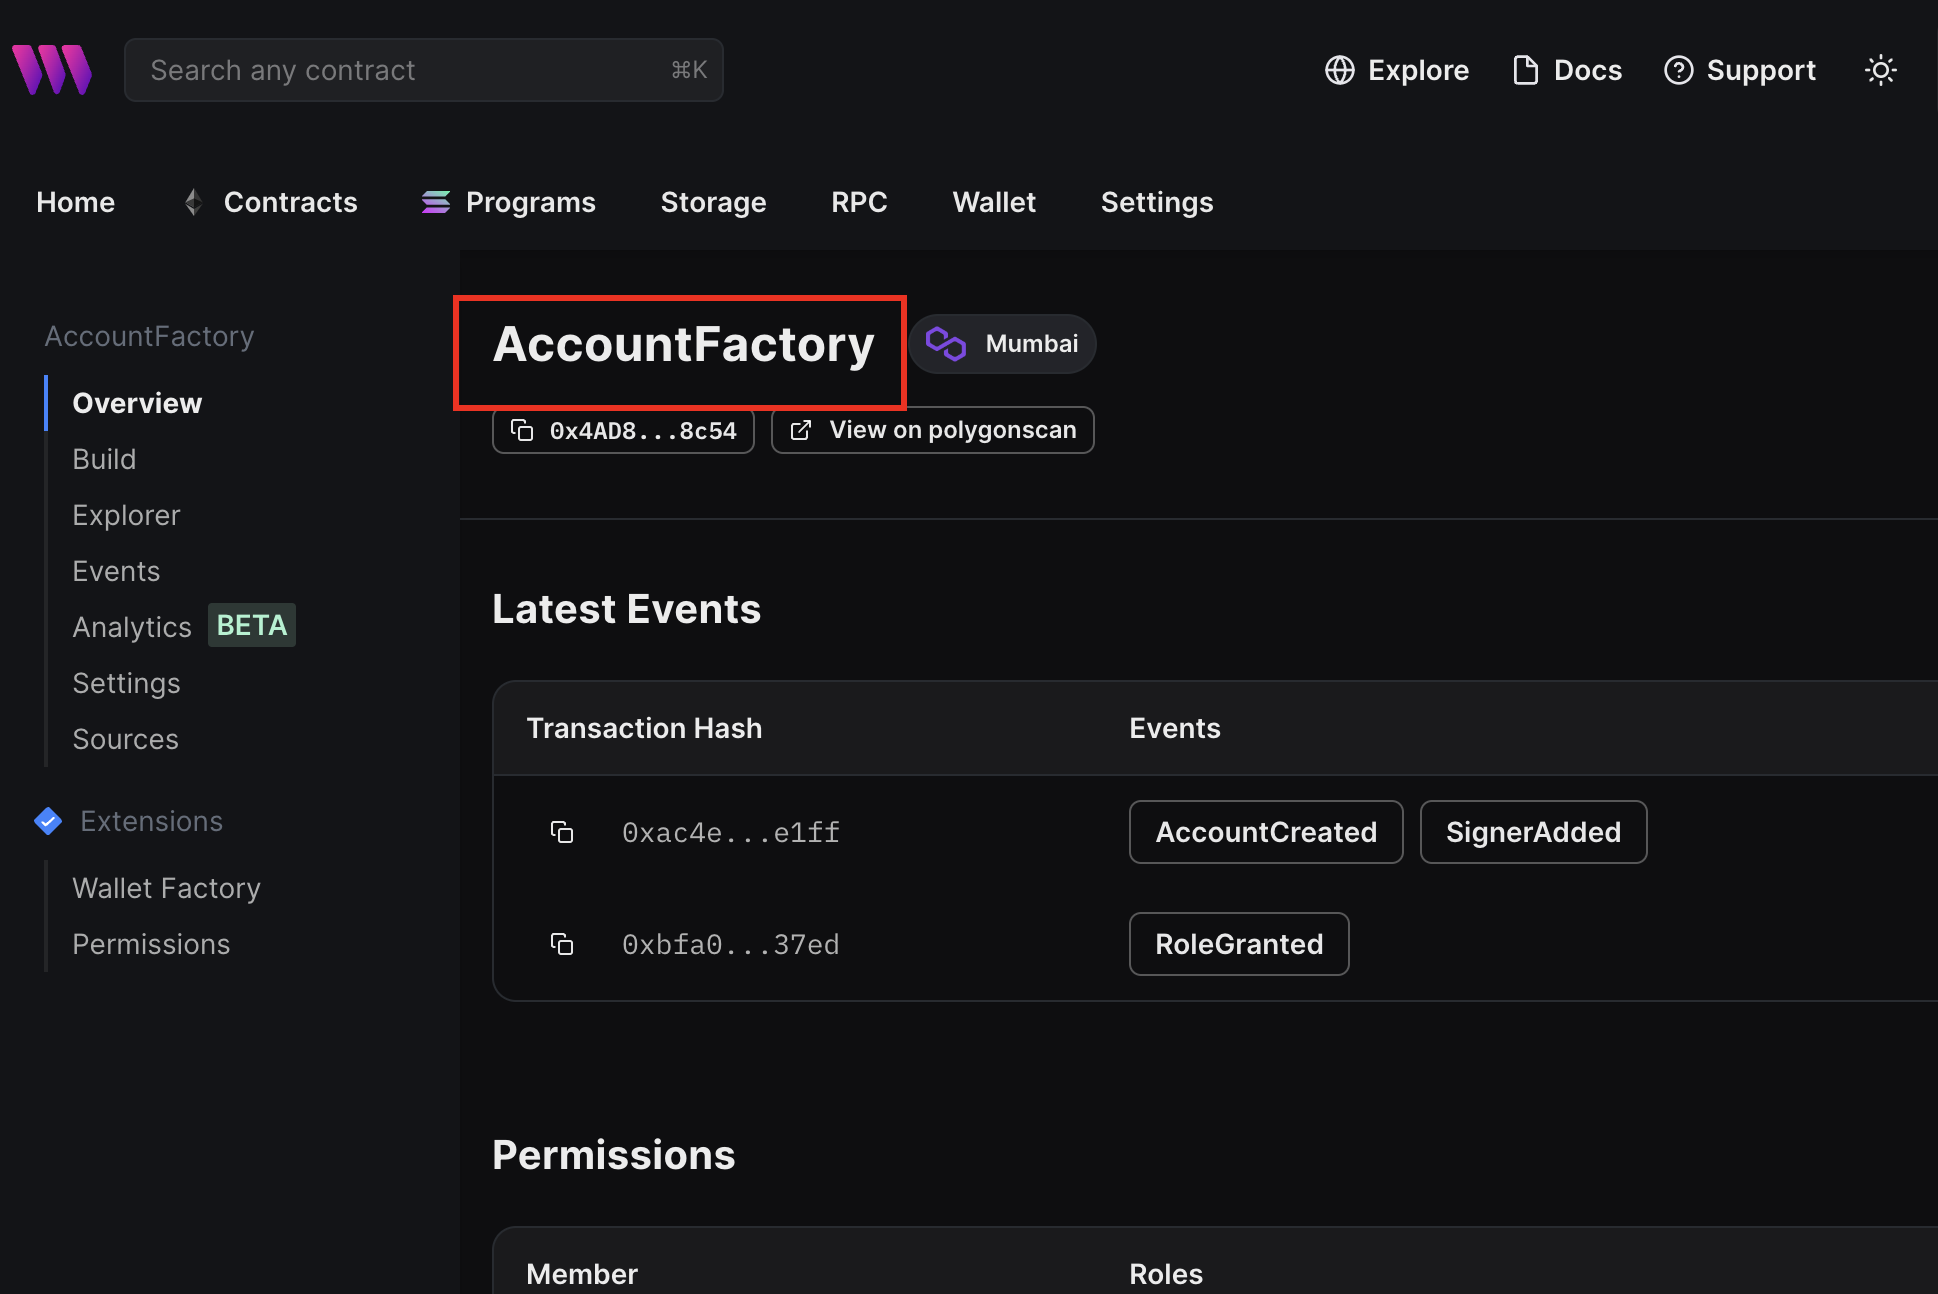 Search any contract ⌘K Explore Docs Support
Home Contracts Programs Storage RPC Wallet Settings
AccountFactory
Overview
Build
Explorer
Events
Analytics BETA
Settings
Sources
Extensions
Wallet Factory
Permissions
AccountFactory Mumbai
0x4AD8...8c54 View on polygonscan
Latest Events
Transaction Hash Events
0xac4e...e1ff AccountCreated SignerAdded
0xbfa0...37ed RoleGranted
Permissions
Member Roles